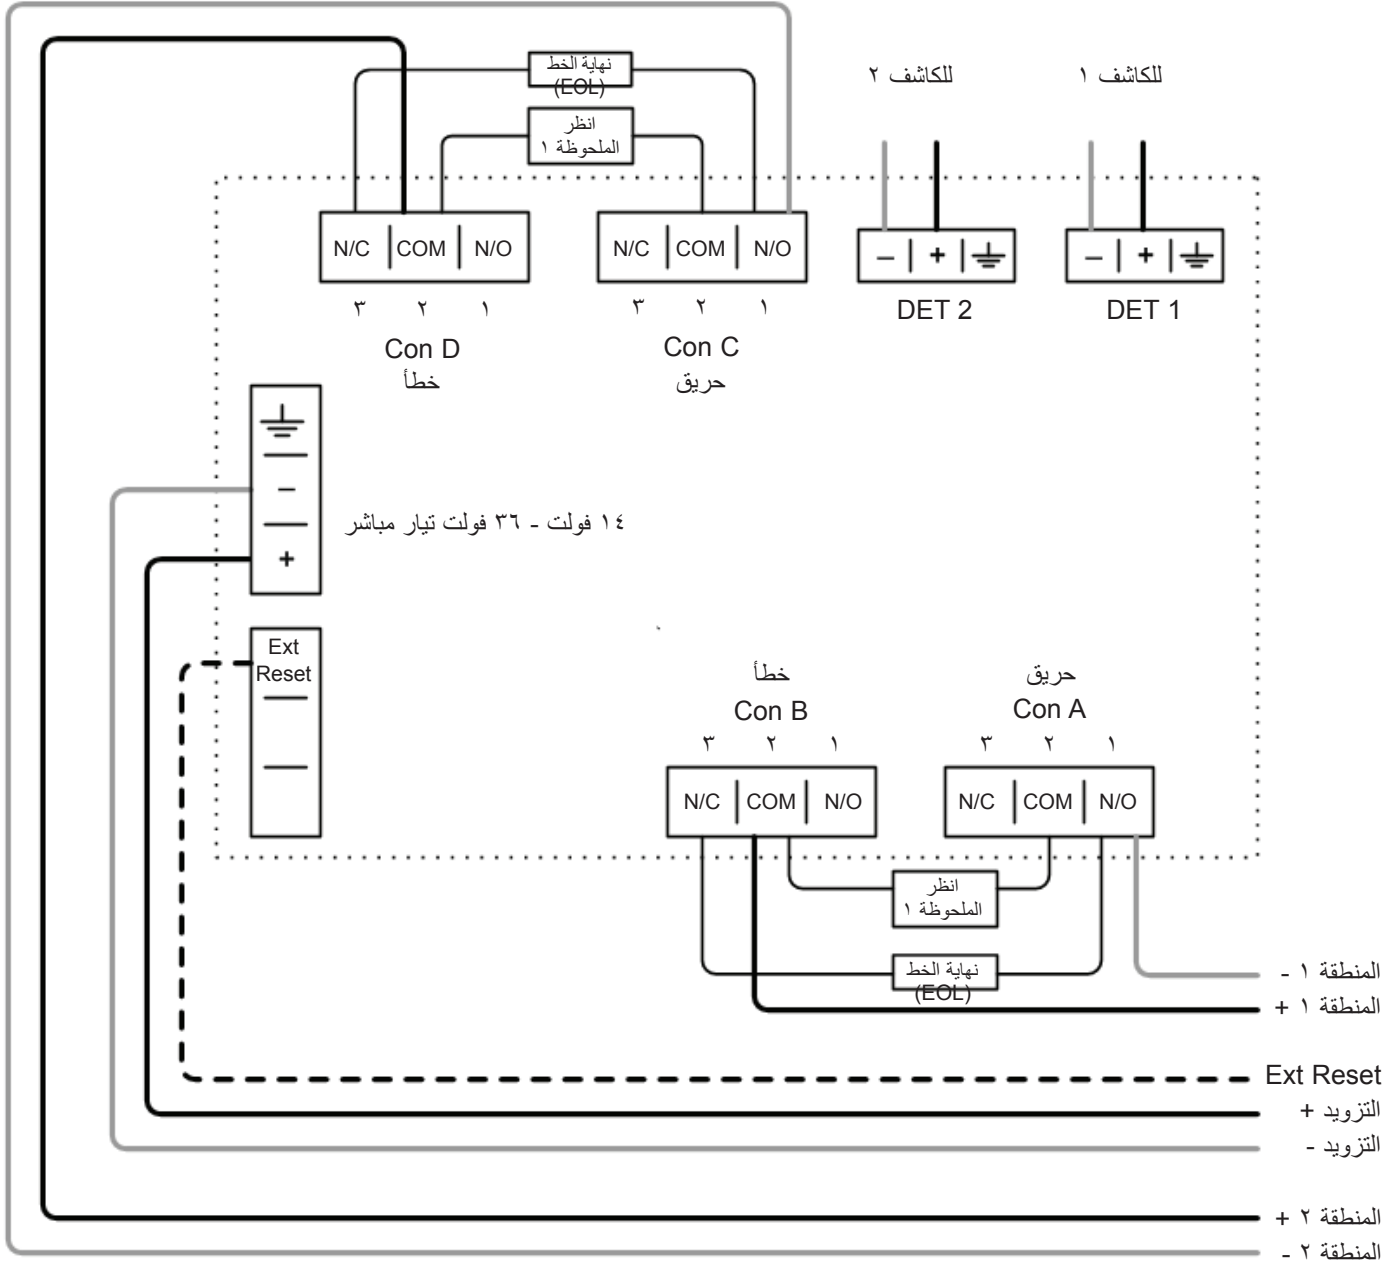 نهاية الخط
(EOL)
انظر
الملحوظة ١
للكاشف ٢
للكاشف ١
N/C COM N/O
٣ ٢ ١
Con D
خطأ
N/C COM N/O
٣ ٢ ١
Con C
حريق
– +
DET 2
– +
DET 1
–
+
١٤ فولت - ٣٦ فولت تيار مباشر
Ext
Reset
خطأ
Con B
٣ ٢ ١
N/C COM N/O
حريق
Con A
٣ ٢ ١
N/C COM N/O
انظر
الملحوظة ١
نهاية الخط
(EOL)
المنطقة ١ -
المنطقة ١ +
Ext Reset
التزويد +
التزويد -
المنطقة ٢ +
المنطقة ٢ -